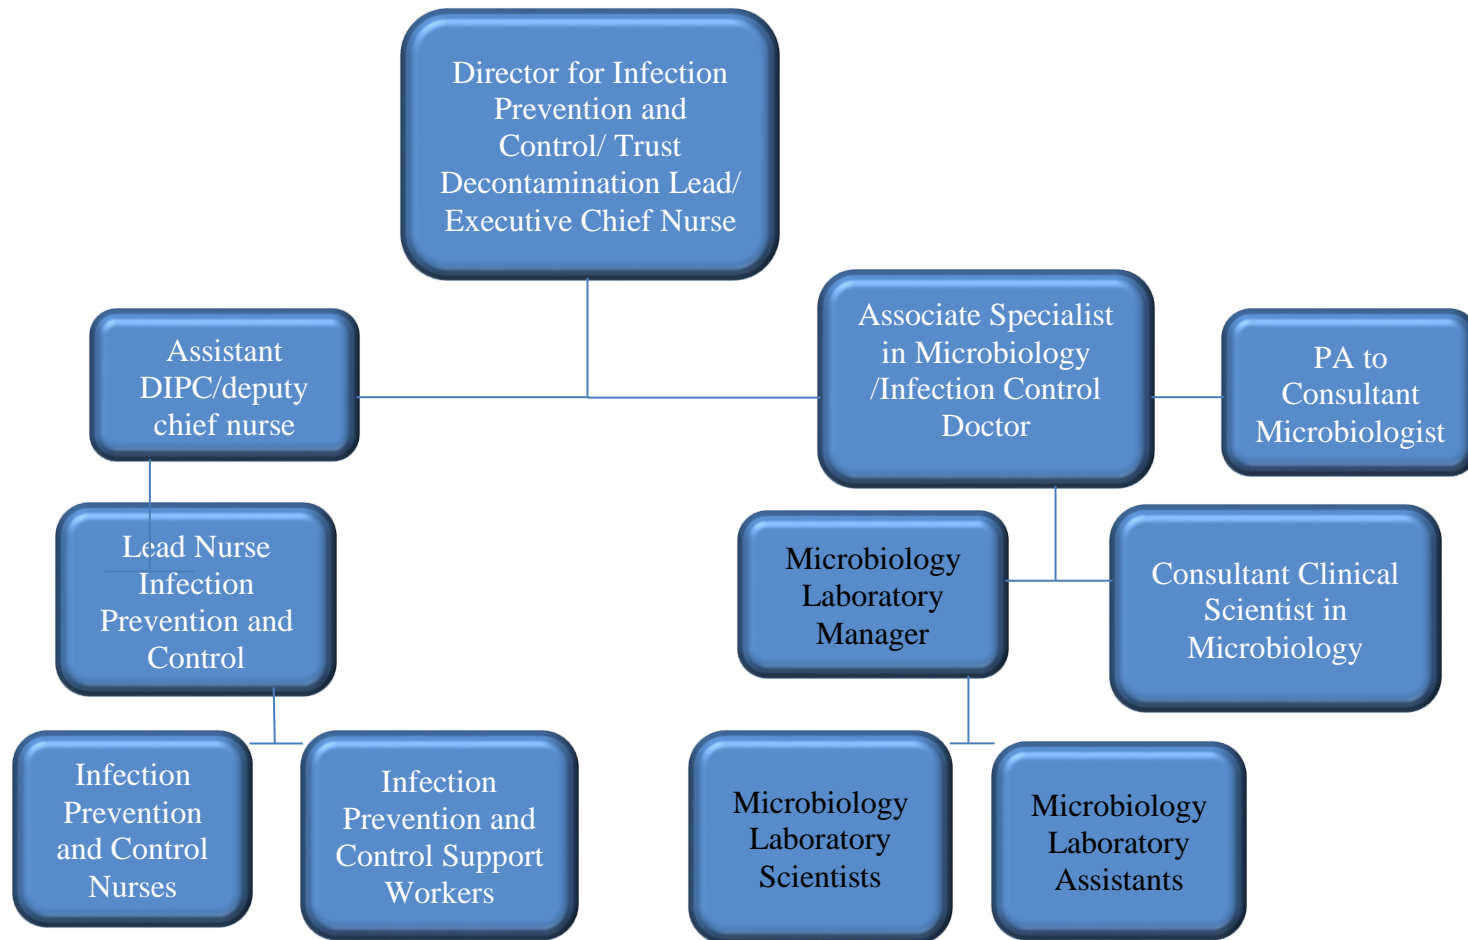 Director for Infection
Prevention and
Control/ Trust
Decontamination Lead/
Executive Chief Nurse
Assistant
DIPC/deputy
chief nurse
Associate Specialist
in Microbiology
/Infection Control
Doctor
PA to
Consultant
Microbiologist
Lead Nurse
Infection
Prevention and
Control
Microbiology
Laboratory
Manager
Consultant Clinical
Scientist in
Microbiology
Infection
Prevention
and Control
Nurses
Infection
Prevention and
Control Support
Workers
Microbiology
Laboratory
Scientists
Microbiology
Laboratory
Assistants